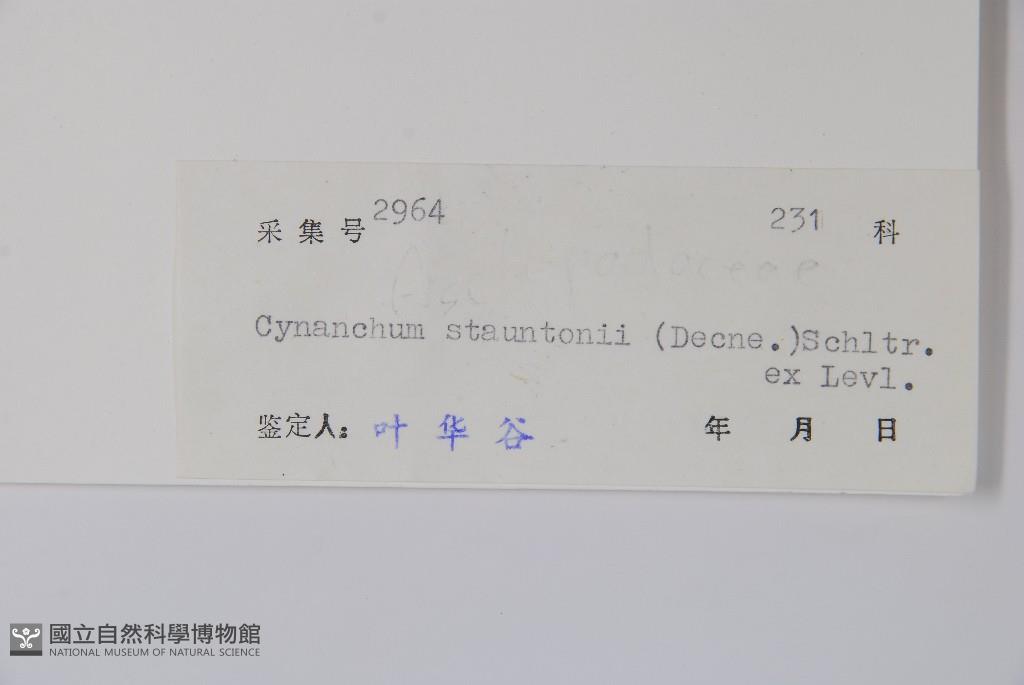 采集号 2964 231 科
Asclepiadaceae
Cynanchum stauntonii (Decne.)Schltr.
ex Levl.
鉴定人: 叶华谷 年 月 日
國立自然科學博物館
NATIONAL MUSEUM OF NATURAL SCIENCE